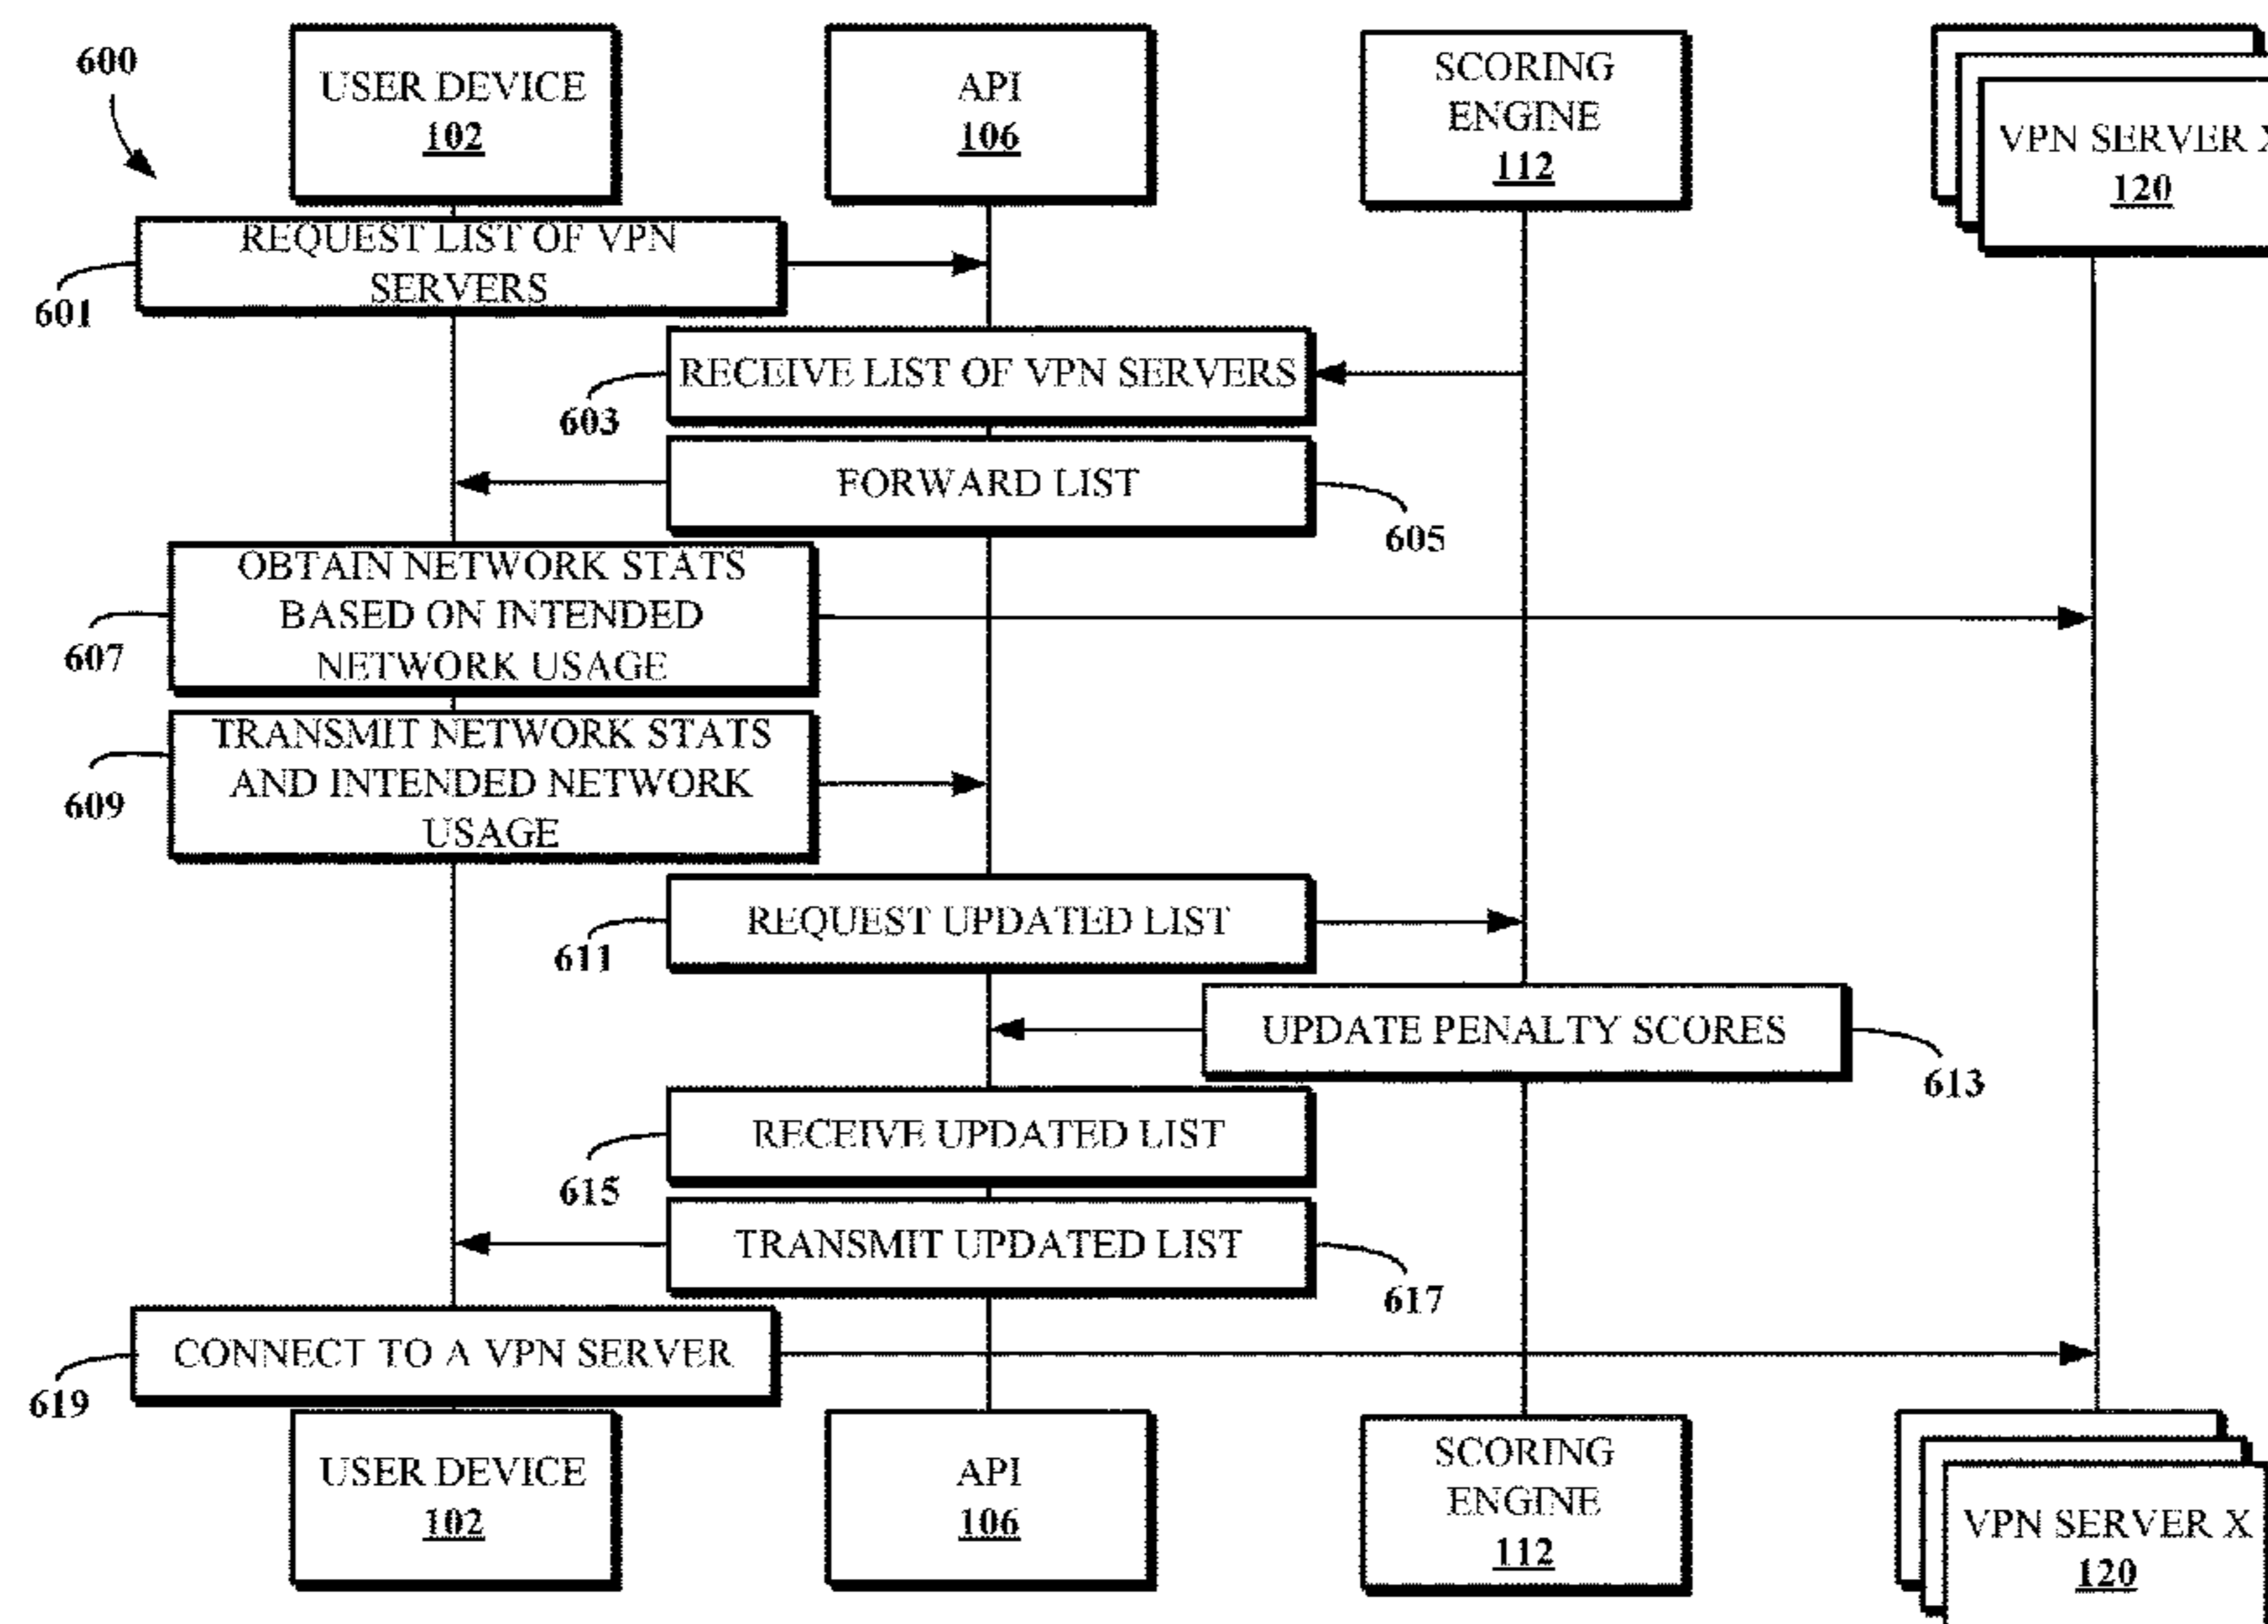 600
USER DEVICE
102
API
106
SCORING
ENGINE
112
VPN SERVER X
120
REQUEST LIST OF VPN
SERVERS
601
RECEIVE LIST OF VPN SERVERS
603
FORWARD LIST
605
OBTAIN NETWORK STATS
BASED ON INTENDED
NETWORK USAGE
607
TRANSMIT NETWORK STATS
AND INTENDED NETWORK
USAGE
609
REQUEST UPDATED LIST
611
UPDATE PENALTY SCORES
613
RECEIVE UPDATED LIST
615
TRANSMIT UPDATED LIST
617
CONNECT TO A VPN SERVER
619
USER DEVICE
102
API
106
SCORING
ENGINE
112
VPN SERVER X
120